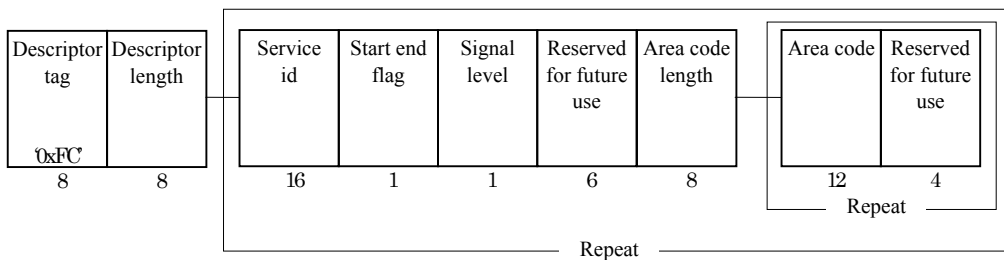 Descriptor tag
Descriptor length
Service id
Start end flag
Signal level
Reserved for future use
Area code length
Area code
Reserved for future use
‘0xFC’
8
8
16
1
1
6
8
12
4
Repeat
Repeat